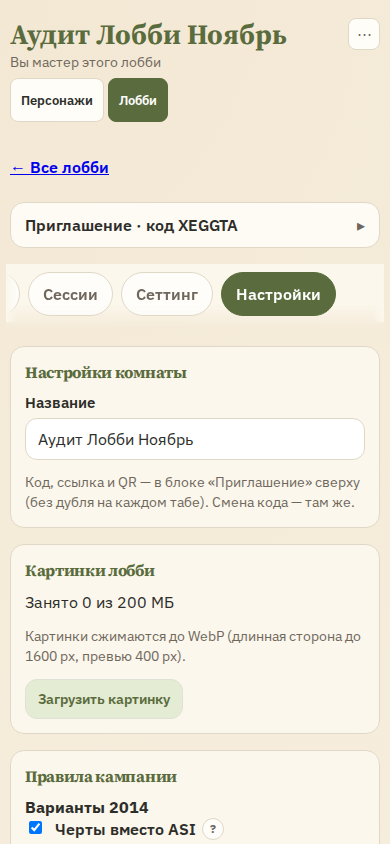 Аудит Лобби Ноябрь
...
Вы мастер этого лобби
Персонажи
Лобби
← Все лобби
Приглашение · код XEGGTA ▸
Сессии
Сеттинг
Настройки
Настройки комнаты
Название
Аудит Лобби Ноябрь
Код, ссылка и QR — в блоке «Приглашение» сверху
(без дубля на каждом табе). Смена кода — там же.
Картинки лобби
Занято 0 из 200 МБ
Картинки сжимаются до WebP (длинная сторона до
1600 px, превью 400 px).
Загрузить картинку
Правила кампании
Варианты 2014
Черты вместо ASI ?